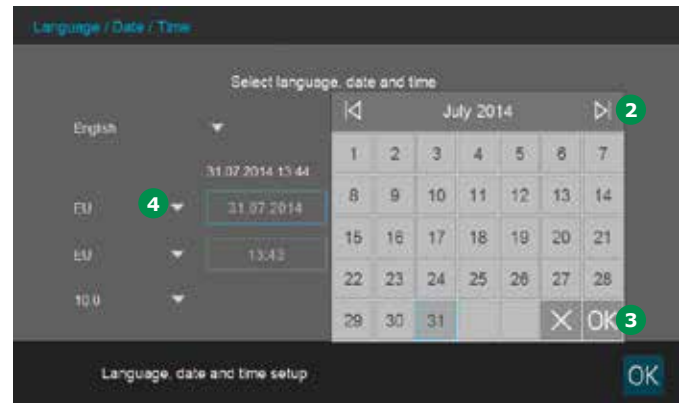 Language / Date / Time
Select language, date and time
July 2014 2
English
1 2 3 4 5 6 7
31.07.2014 13:44
8 9 10 11 12 13 14
EU 4 31.07.2014
15 16 17 18 19 20 21
EU 13:43
22 23 24 25 26 27 28
10.0
29 30 31 OK 3
Language, date and time setup OK